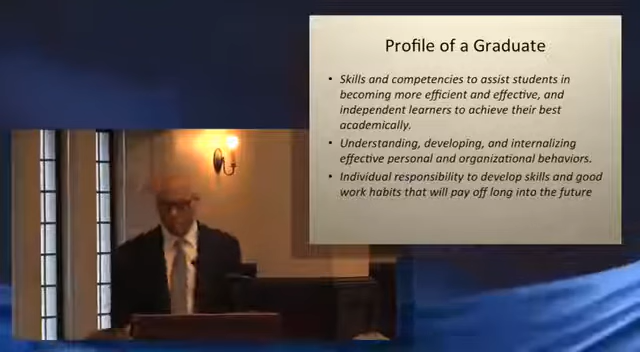 Profile of a Graduate
• Skills and competencies to assist students in
becoming more efficient and effective, and
independent learners to achieve their best
academically.
• Understanding, developing, and internalizing
effective personal and organizational behaviors.
• Individual responsibility to develop skills and good
work habits that will pay off long into the future